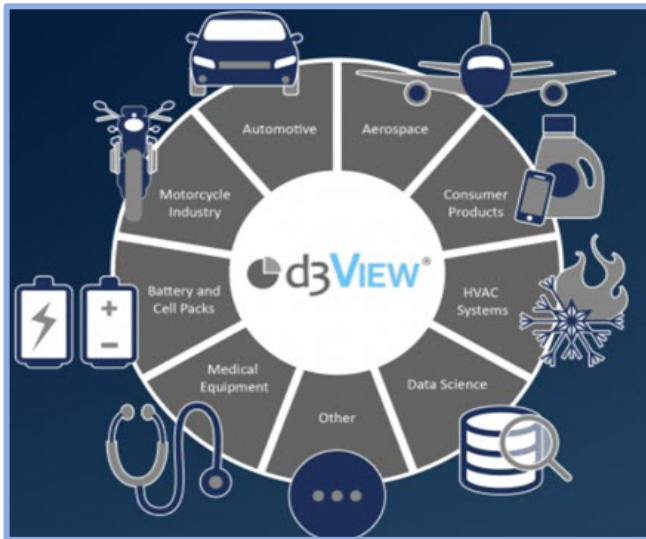 Automotive
Aerospace
Motorcycle
Industry
Consumer
Products
d3VIEW®
Battery and
Cell Packs
HVAC
Systems
Medical
Equipment
Data Science
Other